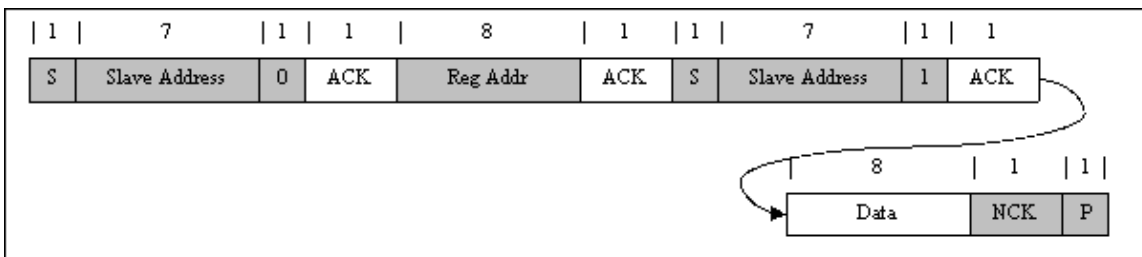 | 1 | 7 | 1 | 1 | 8 | 1 | 1 | 7 | 1 | 1
S Slave Address 0 ACK Reg Addr ACK S Slave Address 1 ACK
| 8 | 1 | 1 |
Data NCK P